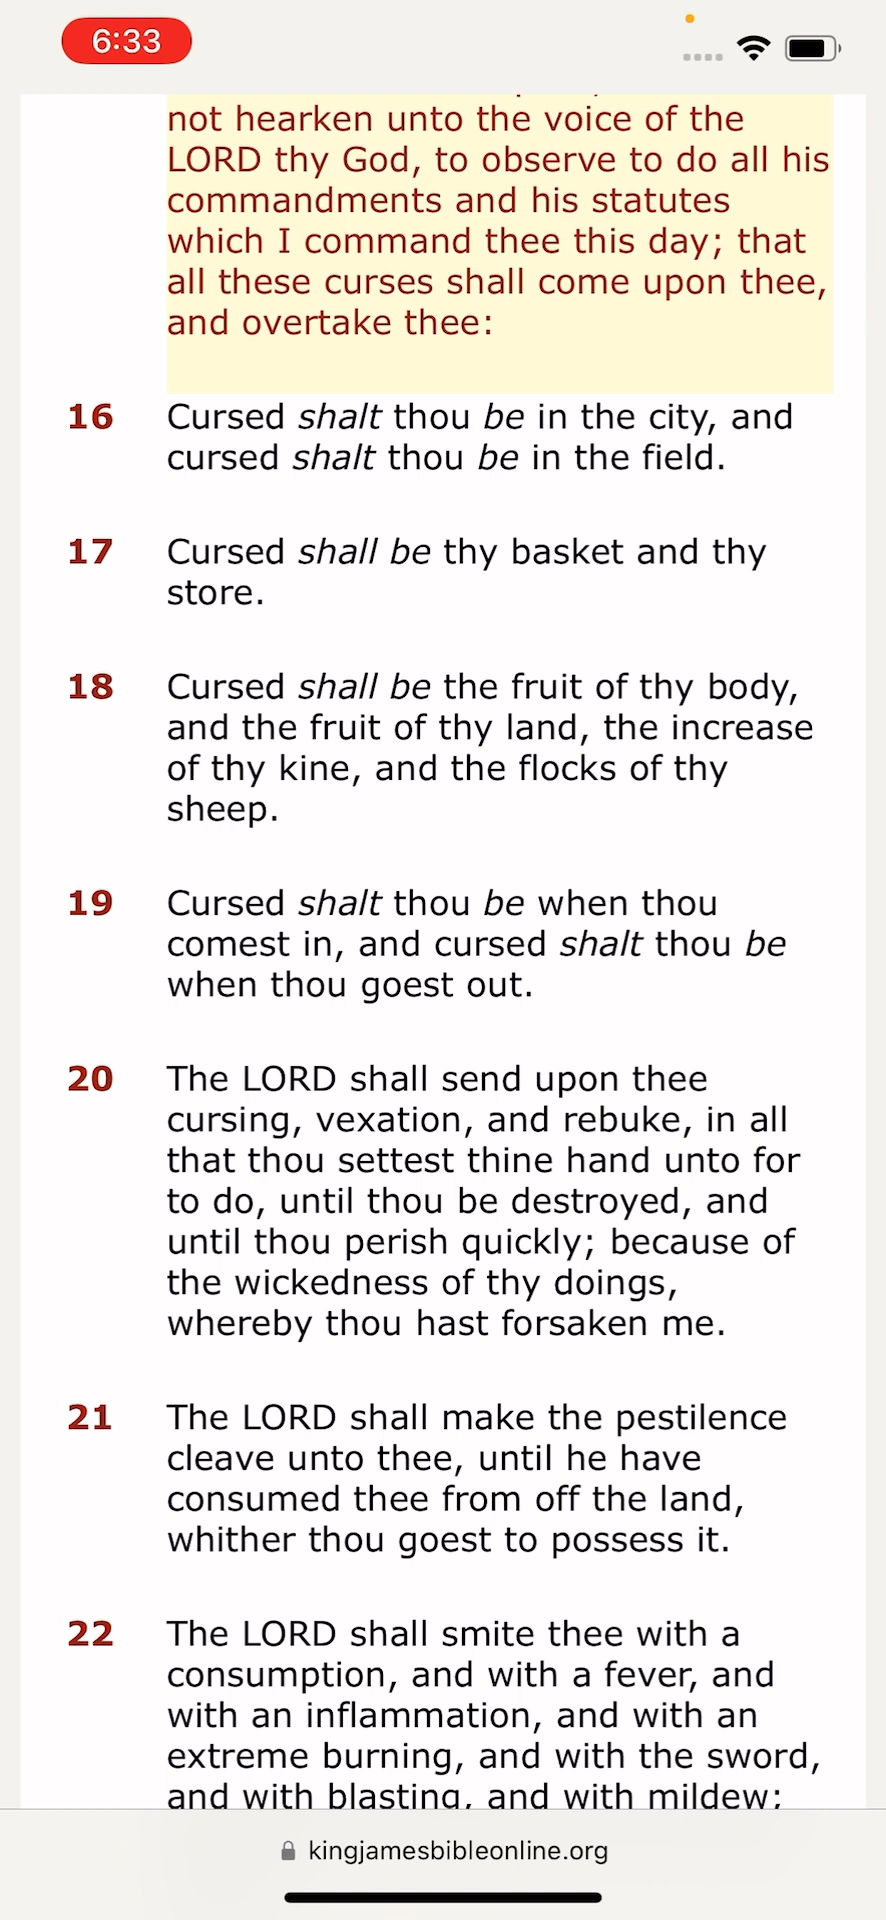 6:33
not hearken unto the voice of the
LORD thy God, to observe to do all his
commandments and his statutes
which I command thee this day; that
all these curses shall come upon thee,
and overtake thee:
16 Cursed shalt thou be in the city, and
cursed shalt thou be in the field.
17 Cursed shall be thy basket and thy
store.
18 Cursed shall be the fruit of thy body,
and the fruit of thy land, the increase
of thy kine, and the flocks of thy
sheep.
19 Cursed shalt thou be when thou
comest in, and cursed shalt thou be
when thou goest out.
20 The LORD shall send upon thee
cursing, vexation, and rebuke, in all
that thou settest thine hand unto for
to do, until thou be destroyed, and
until thou perish quickly; because of
the wickedness of thy doings,
whereby thou hast forsaken me.
21 The LORD shall make the pestilence
cleave unto thee, until he have
consumed thee from off the land,
whither thou goest to possess it.
22 The LORD shall smite thee with a
consumption, and with a fever, and
with an inflammation, and with an
extreme burning, and with the sword,
and with blasting, and with mildew;
kingjamesbibleonline.org